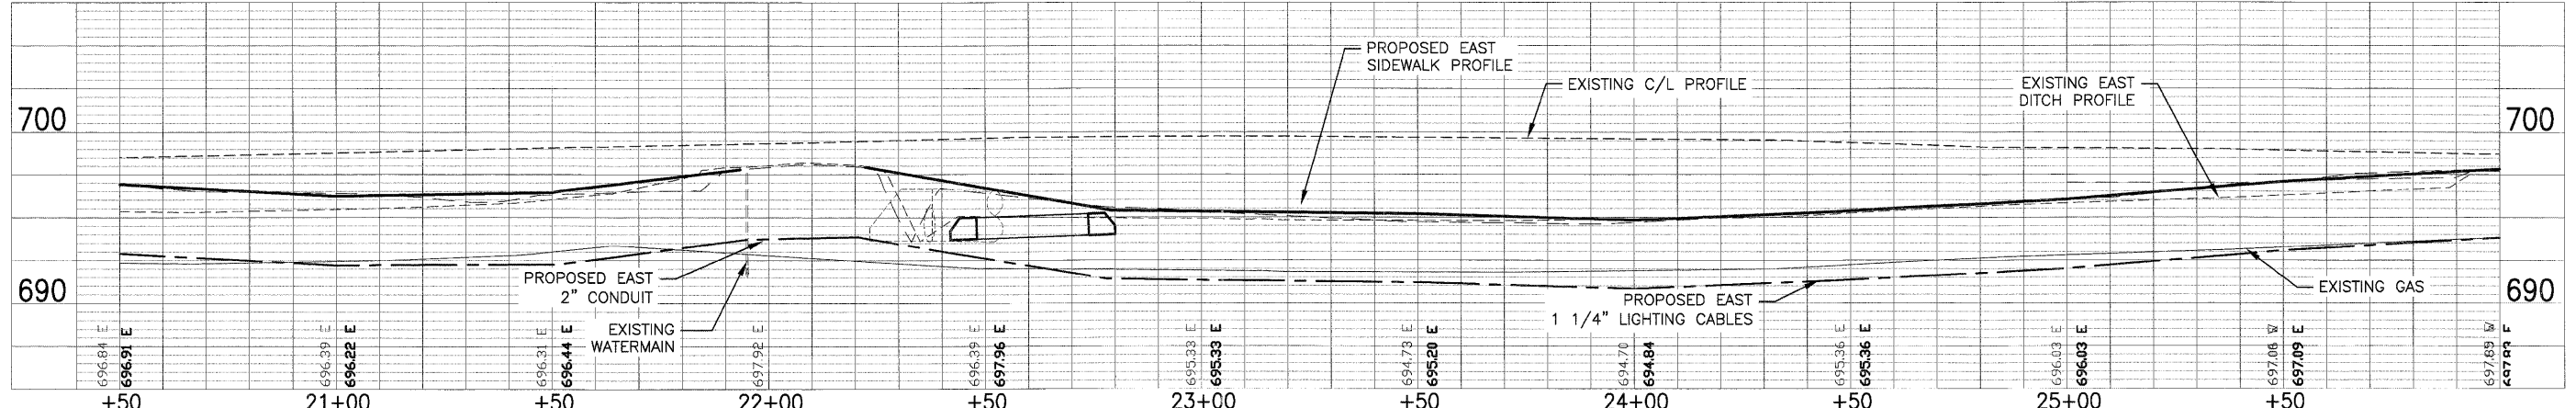 PROPOSED EAST
SIDEWALK PROFILE
EXISTING C/L PROFILE
EXISTING EAST
DITCH PROFILE
700
700
PROPOSED EAST
2" CONDUIT
EXISTING
WATERMAIN
PROPOSED EAST
1 1/4" LIGHTING CABLES
EXISTING GAS
690
690
696.84 E
696.91 E
696.39 E
696.22 E
696.31 E
696.44 E
697.92 E
696.39 E
697.96 E
695.33 E
695.33 E
694.73 E
695.20 E
694.70
694.84
695.36 E
695.36 E
696.03 E
696.03 E
697.06 W
697.09 E
697.89 W
+50
21+00
+50
22+00
+50
23+00
+50
24+00
+50
25+00
+50